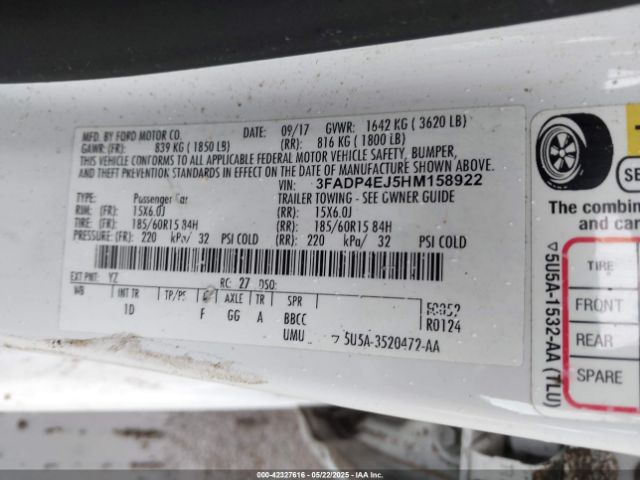 MFD. BY FORD MOTOR CO. DATE: 09/17 GVWR: 1642 KG ( 3620 LB)
GAWR: (FR): 839 KG ( 1850 LB) (RR): 816 KG ( 1800 LB)
THIS VEHICLE CONFORMS TO ALL APPLICABLE FEDERAL MOTOR VEHICLE SAFETY, BUMPER,
AND THEFT PREVENTION STANDARDS IN EFFECT ON THE DATE OF MANUFACTURE SHOWN ABOVE.
VIN: 3FADP4EJ5HM158922
TYPE: Passenger Car TRAILER TOWING - SEE OWNER GUIDE
RIM: 15X6.0J (RR): 15X6.0J
TIRE: 185/60R15 84H (RR): 185/60R15 84H
PRESSURE: (FR) 220 kPa/ 32 PSI COLD (RR): 220 kPa/ 32 PSI COLD
EXT PNT: YZ RC: 27 DSO:
WB INT TR TP/PS AXLE TR SPR
1D F GG A BBCC
UMU
R0124
▽ 5U5A-3520472-AA
▽ 5U5A-1532-AA (TLU)
The combin
and car
TIRE
FRONT
REAR
SPARE
000-42327616 - 05/22/2025 - IAAI Copart